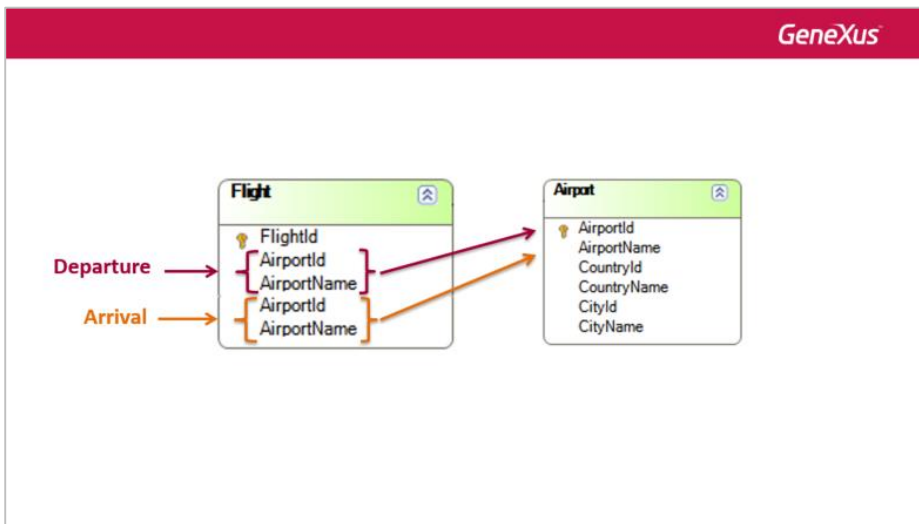 GeneXus
Flight
FlightId
AirportId
AirportName
AirportId
AirportName
Departure
Arrival
Airport
AirportId
AirportName
CountryId
CountryName
CityId
CityName